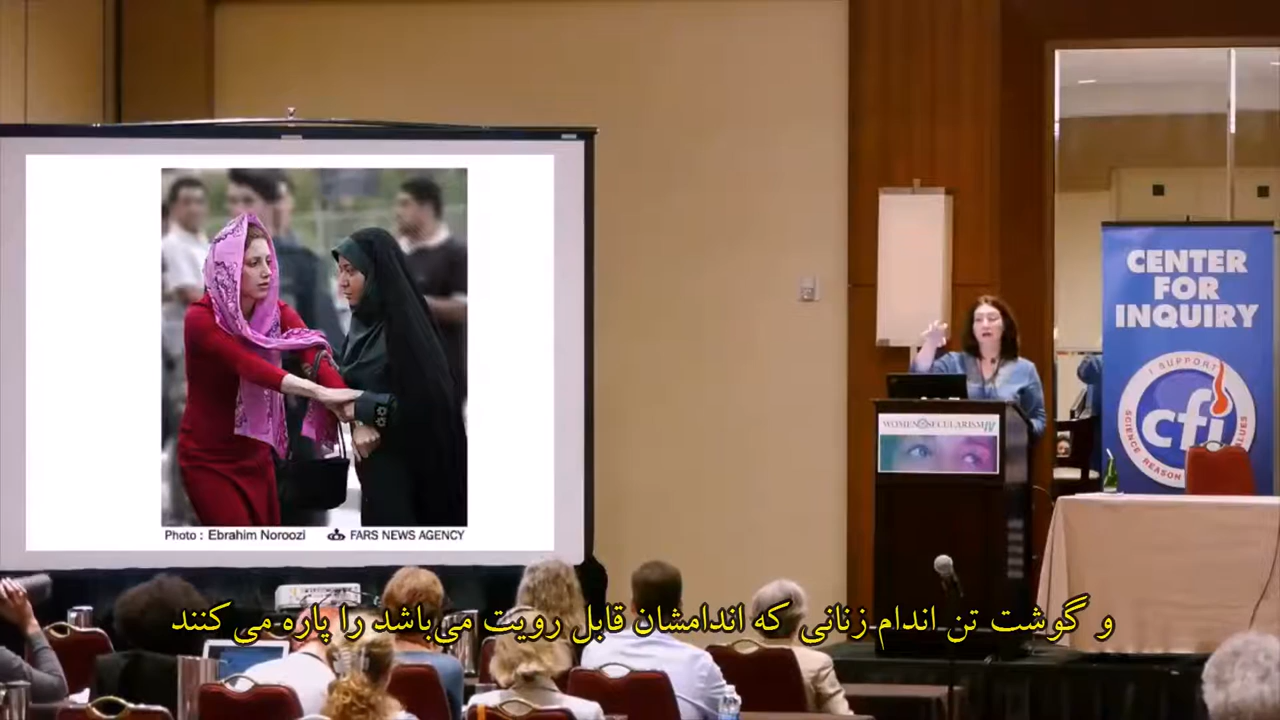 Photo : Ebrahim Noroozi
FARS NEWS AGENCY
CENTER
FOR
INQUIRY
I SUPPORT
cfi
SCIENCE REASON
WOMEN SECULARISM IV
و گوشت تن اندام زنانی که اندامشان قابل رویت می‌باشد را پاره می‌کنند